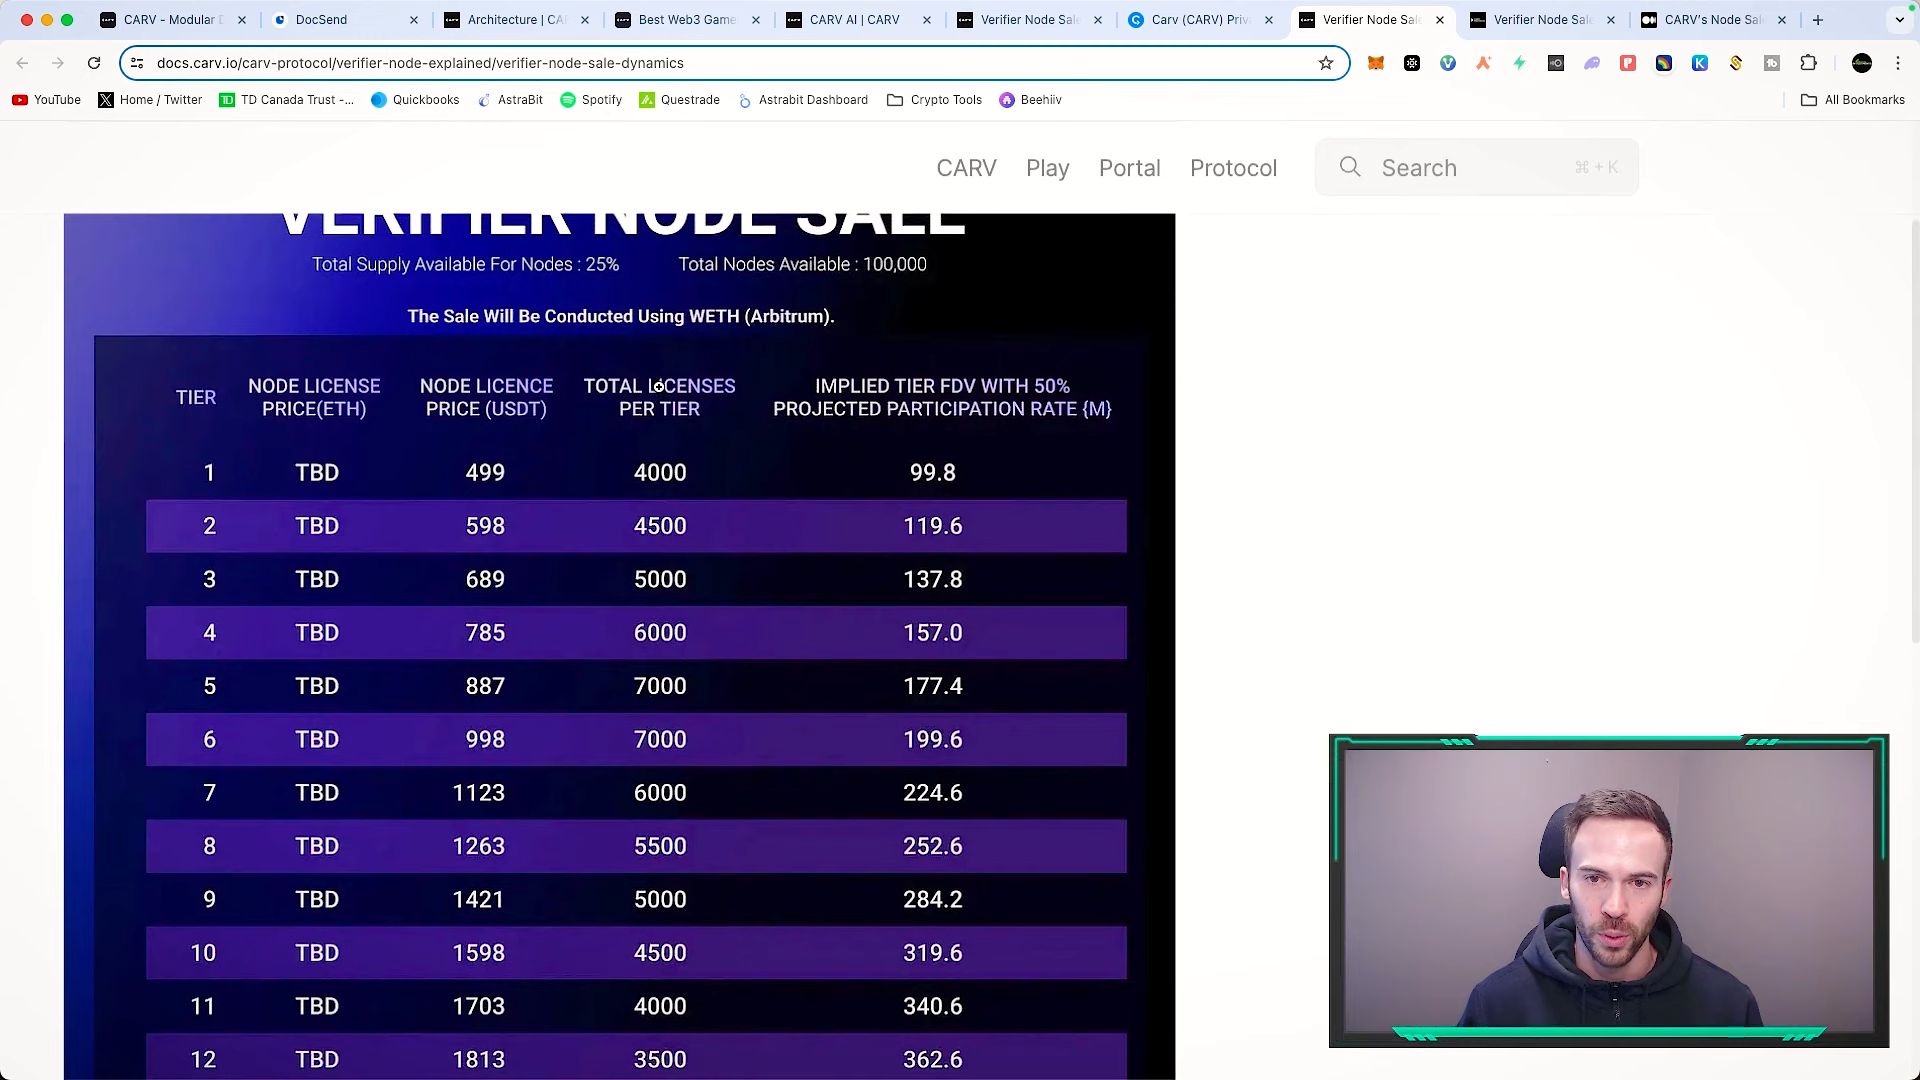 CARV - Modular D
DocSend
Architecture | CA
Best Web3 Game
CARV AI | CARV
Verifier Node Sale
Carv (CARV) Priv
Verifier Node Sale
Verifier Node Sale
CARV's Node Sale
docs.carv.io/carv-protocol/verifier-node-explained/verifier-node-sale-dynamics
YouTube
Home / Twitter
TD Canada Trust -...
Quickbooks
AstraBit
Spotify
Questrade
Astrabit Dashboard
Crypto Tools
Beehiiv
All Bookmarks
CARV Play Portal Protocol
Search ⌘ + K
VERIFIER NODE SALE
Total Supply Available For Nodes : 25% Total Nodes Available : 100,000
The Sale Will Be Conducted Using WETH (Arbitrum).
TIER
NODE LICENSE
PRICE(ETH)
NODE LICENCE
PRICE (USDT)
TOTAL LICENSES
PER TIER
IMPLIED TIER FDV WITH 50%
PROJECTED PARTICIPATION RATE {M}
1 TBD 499 4000 99.8
2 TBD 598 4500 119.6
3 TBD 689 5000 137.8
4 TBD 785 6000 157.0
5 TBD 887 7000 177.4
6 TBD 998 7000 199.6
7 TBD 1123 6000 224.6
8 TBD 1263 5500 252.6
9 TBD 1421 5000 284.2
10 TBD 1598 4500 319.6
11 TBD 1703 4000 340.6
12 TBD 1813 3500 362.6